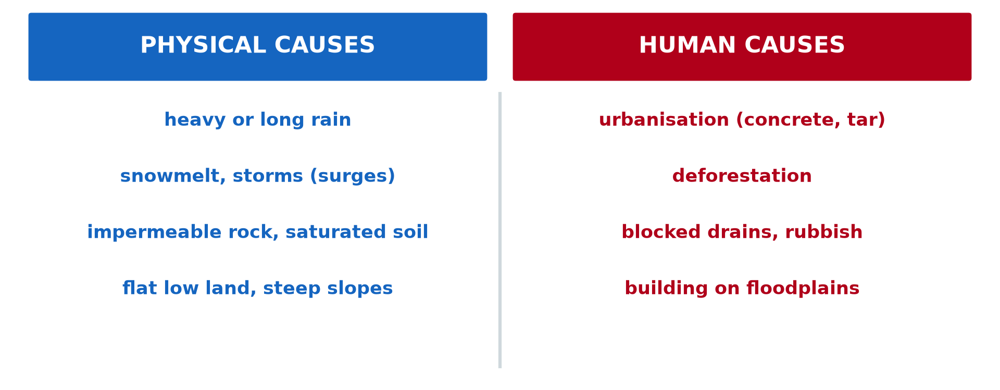 PHYSICAL CAUSES
heavy or long rain
snowmelt, storms (surges)
impermeable rock, saturated soil
flat low land, steep slopes
HUMAN CAUSES
urbanisation (concrete, tar)
deforestation
blocked drains, rubbish
building on floodplains